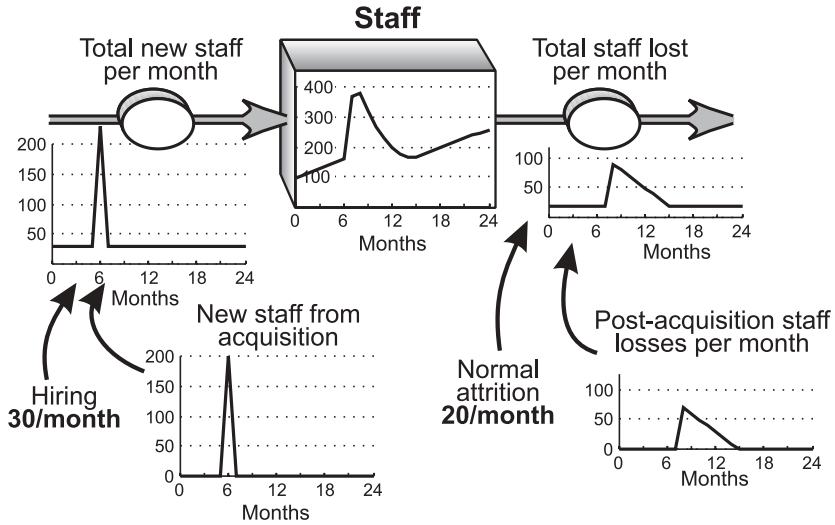 Staff
Total new staff
per month
Total staff lost
per month
400
300
200
100
0 6 12 18 24
Months
200
150
100
50
0 6 12 18 24
Months
100
50
0 6 12 18 24
Months
New staff from
acquisition
200
150
100
50
0
0 6 12 18 24
Months
Hiring
30/month
Normal
attrition
20/month
Post-acquisition staff
losses per month
100
50
0
0 6 12 18 24
Months